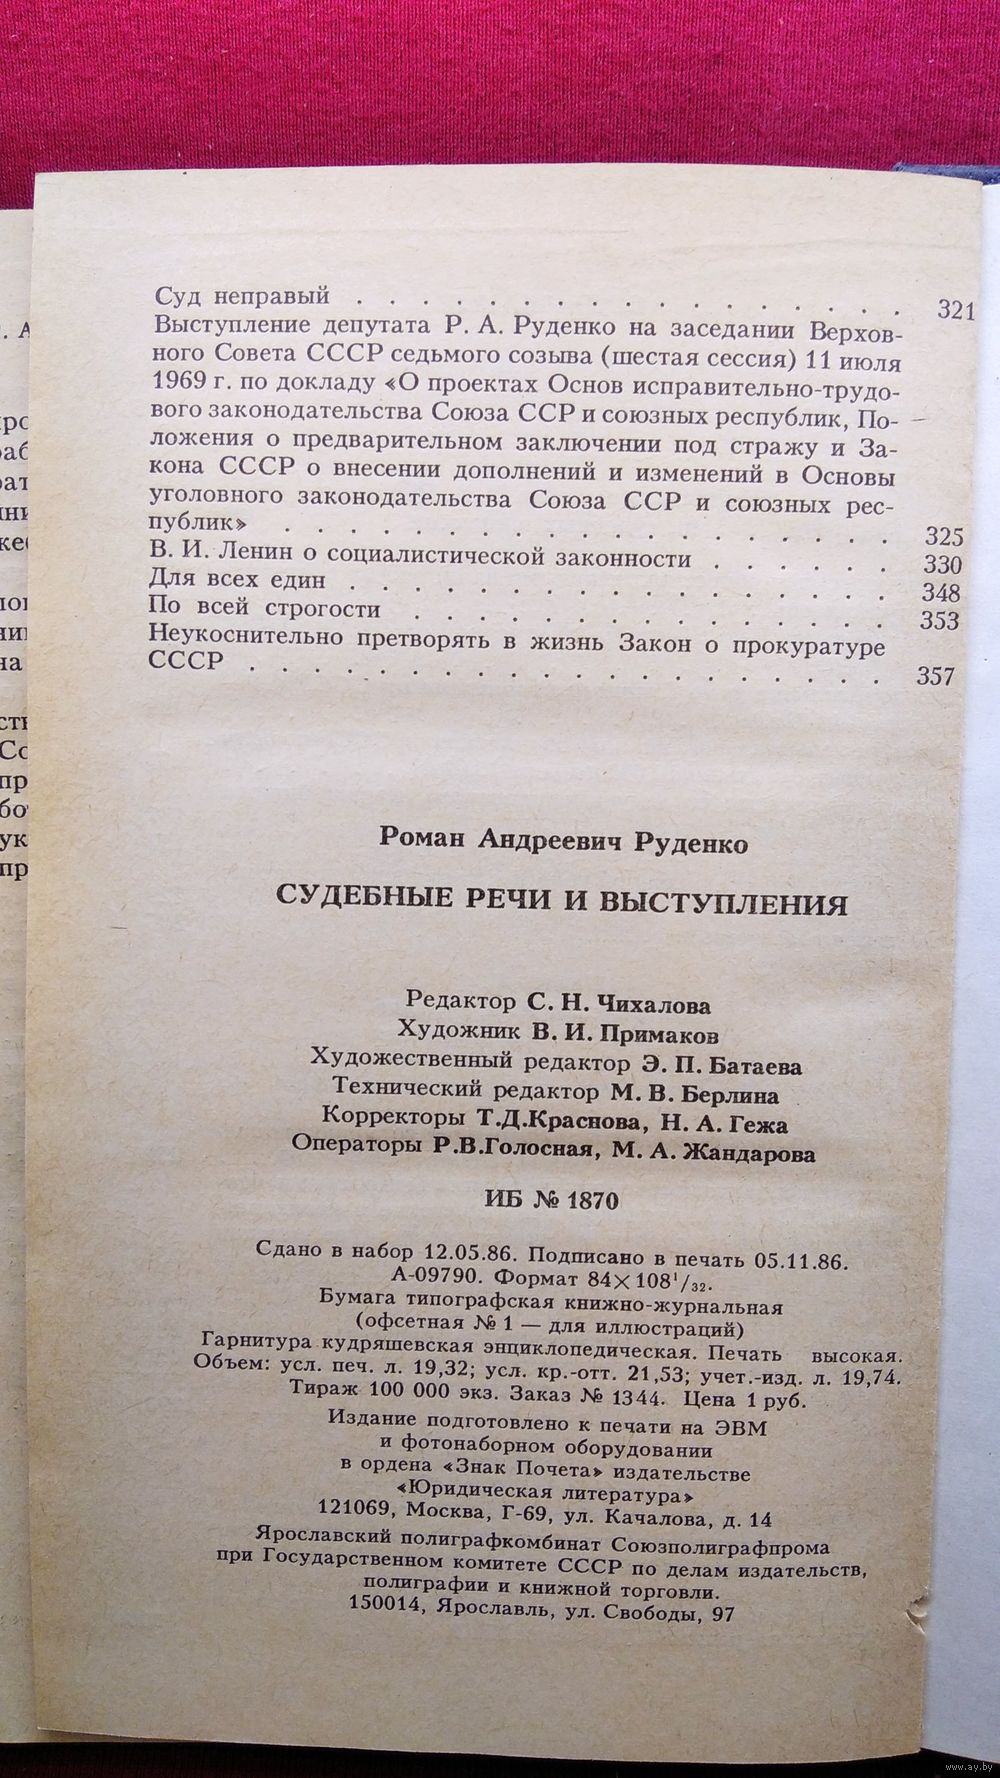 Суд неправый . . . . . . . . . . . . . . . . 321
Выступление депутата Р. А. Руденко на заседании Верхов-
ного Совета СССР седьмого созыва (шестая сессия) 11 июля
1969 г. по докладу «О проектах Основ исправительно-трудо-
вого законодательства Союза ССР и союзных республик, По-
ложения о предварительном заключении под стражу и За-
кона СССР о внесении дополнений и изменений в Основы
уголовного законодательства Союза ССР и союзных рес-
публик» . . . . . . . . . . . . . . . . . 325
В. И. Ленин о социалистической законности . . . . . . 330
Для всех един . . . . . . . . . . . . . . . . 348
По всей строгости . . . . . . . . . . . . . . 353
Неукоснительно претворять в жизнь Закон о прокуратуре
СССР . . . . . . . . . . . . . . . . . . . 357
Роман Андреевич Руденко
СУДЕБНЫЕ РЕЧИ И ВЫСТУПЛЕНИЯ
Редактор С. Н. Чихалова
Художник В. И. Примаков
Художественный редактор Э. П. Батаева
Технический редактор М. В. Берлина
Корректоры Т.Д.Краснова, Н. А. Гежа
Операторы Р.В.Голосная, М. А. Жандарова
ИБ № 1870
Сдано в набор 12.05.86. Подписано в печать 05.11.86.
А-09790. Формат 84×108¹/₃₂.
Бумага типографская книжно-журнальная
(офсетная № 1 — для иллюстраций)
Гарнитура кудряшевская энциклопедическая. Печать высокая.
Объем: усл. печ. л. 19,32; усл. кр.-отт. 21,53; учет.-изд. л. 19,74.
Тираж 100 000 экз. Заказ № 1344. Цена 1 руб.
Издание подготовлено к печати на ЭВМ
и фотонаборном оборудовании
в ордена «Знак Почета» издательстве
«Юридическая литература»
121069, Москва, Г-69, ул. Качалова, д. 14
Ярославский полиграфкомбинат Союзполиграфпрома
при Государственном комитете СССР по делам издательств,
полиграфии и книжной торговли.
150014, Ярославль, ул. Свободы, 97
www.ay.by